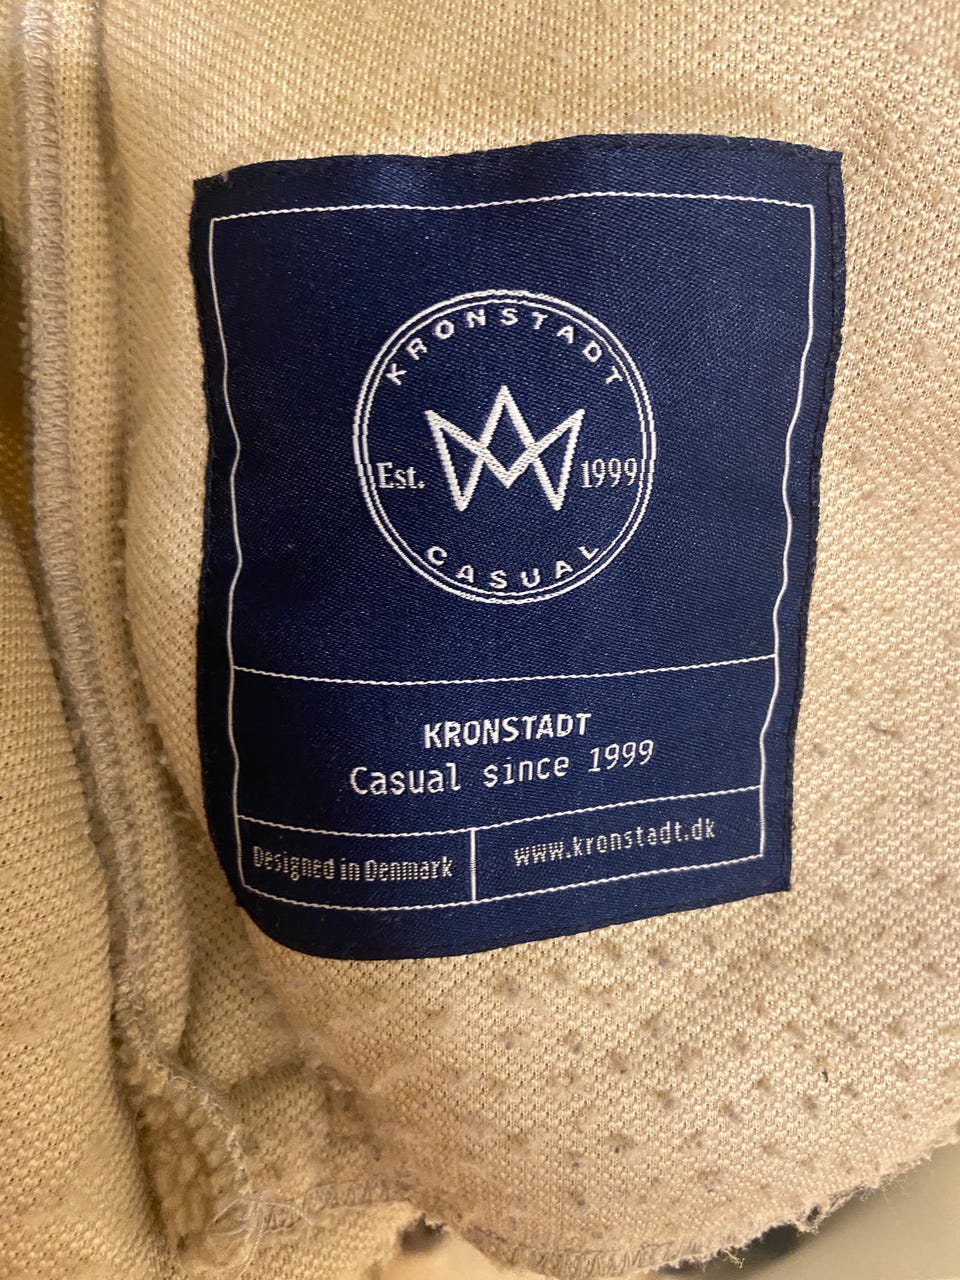 KRONSTADT
Est. 1999
CASUAL
KRONSTADT
Casual since 1999
Designed in Denmark
www.kronstadt.dk